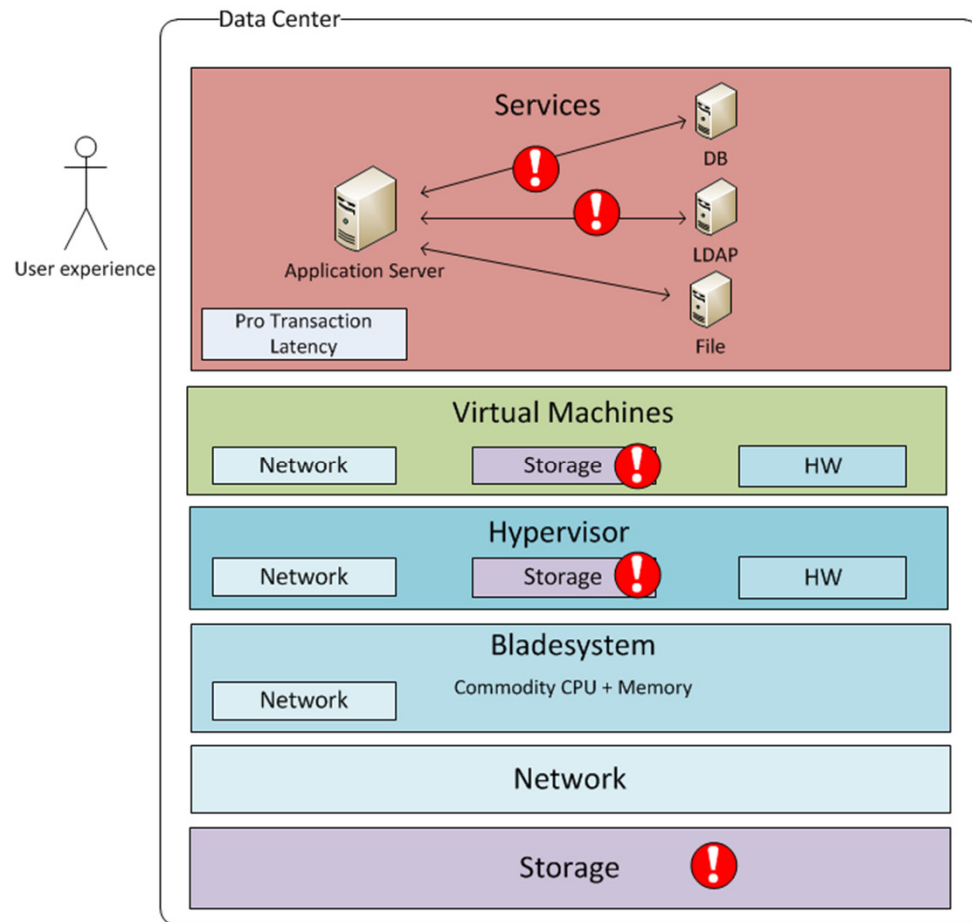 Data Center
Services
DB
LDAP
User experience
Application Server
Pro Transaction
Latency
File
Virtual Machines
Network
Storage
HW
Hypervisor
Network
Storage
HW
Bladesystem
Commodity CPU + Memory
Network
Network
Storage